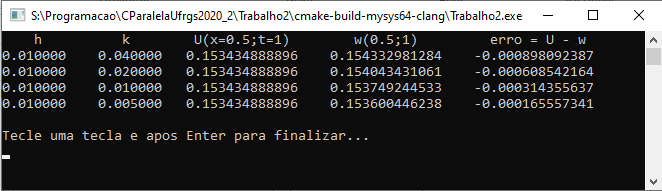 S:\Programacao\CParalelaUfrgs2020_2\Trabalho2\cmake-build-mysys64-clang\Trabalho2.exe
h k U(x=0.5;t=1) w(0.5;1) erro = U - w
0.010000 0.040000 0.153434888896 0.154332981284 -0.000898092387
0.010000 0.020000 0.153434888896 0.154043431061 -0.000608542164
0.010000 0.010000 0.153434888896 0.153749244533 -0.000314355637
0.010000 0.005000 0.153434888896 0.153600446238 -0.000165557341
Tecle uma tecla e apos Enter para finalizar...